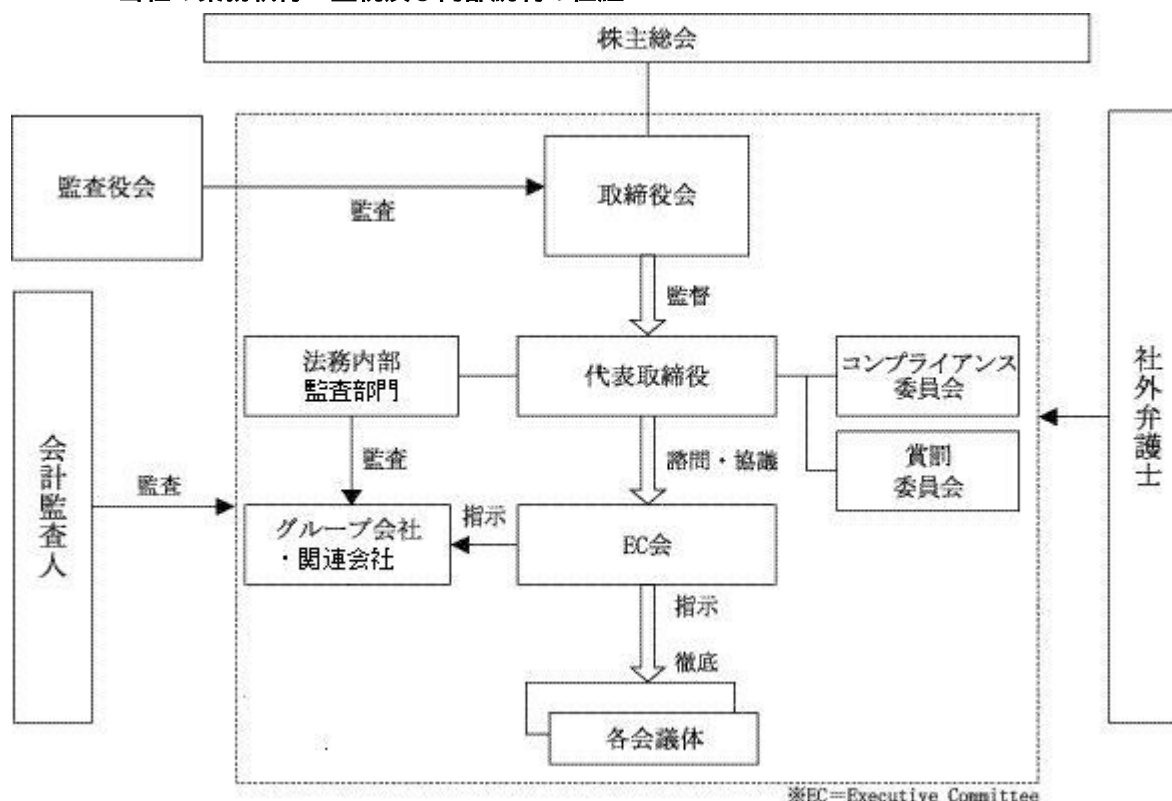 株主総会
監査役会
監査
取締役会
監督
法務内部
監査部門
代表取締役
コンプライアンス
委員会
社外弁護士
会計監査人
監査
監査
諮問・協議
賞罰
委員会
グループ会社
・関連会社
指示
EC会
指示
徹底
各会議体
※EC=Executive Committee